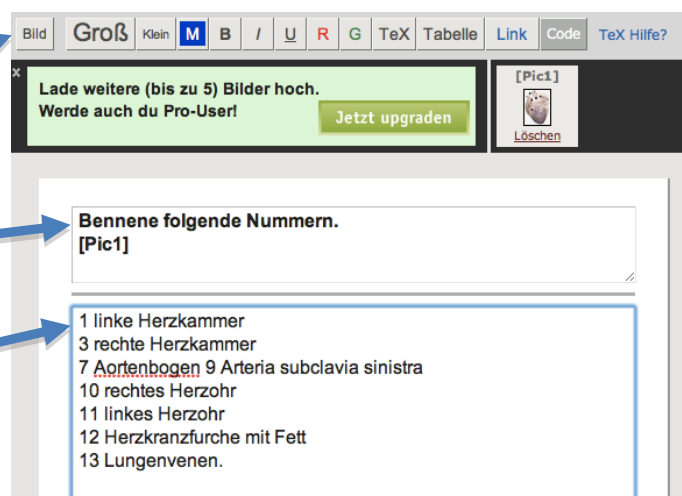 Bild Groß Klein M B I U R G TeX Tabelle Link Code TeX Hilfe?
x
Lade weitere (bis zu 5) Bilder hoch.
Werde auch du Pro-User!
Jetzt upgraden
[Pic1]
Löschen
Bennene folgende Nummern.
[Pic1]
1 linke Herzkammer
3 rechte Herzkammer
7 Aortenbogen 9 Arteria subclavia sinistra
10 rechtes Herzohr
11 linkes Herzohr
12 Herzkranzfurche mit Fett
13 Lungenvenen.